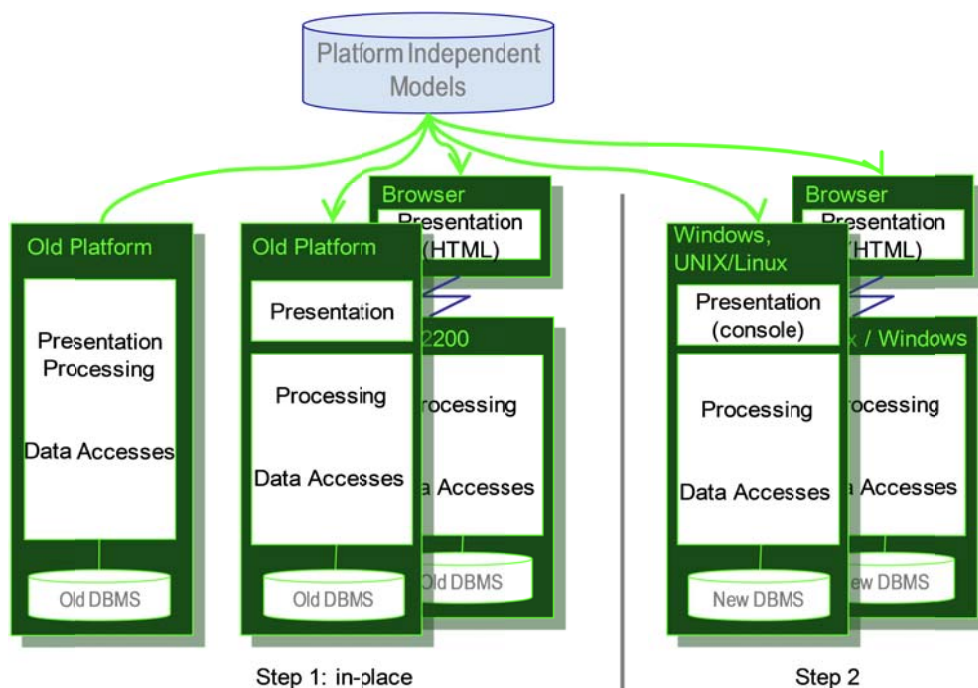 Platform Independent
Models
Old Platform
Presentation
Processing
Data Accesses
Old DBMS
Old Platform
Presentation
Processing
Data Accesses
Old DBMS
Browser
Presentation
(HTML)
2200
rocessing
a Accesses
Old DBMS
Windows,
UNIX/Linux
Presentation
(console)
Processing
Data Accesses
New DBMS
Browser
Presentation
(HTML)
x / Windows
rocessing
a Accesses
ew DBMS
Step 1: in-place
Step 2